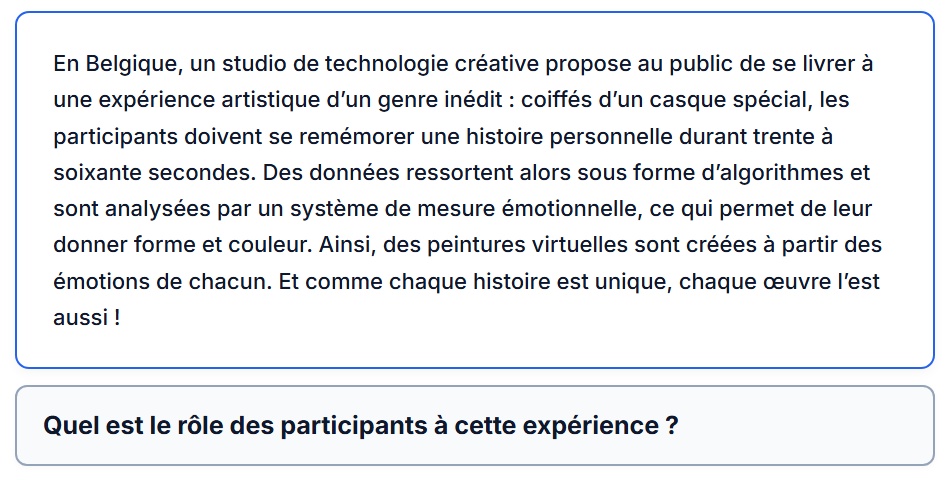 En Belgique, un studio de technologie créative propose au public de se livrer à
une expérience artistique d’un genre inédit : coiffés d’un casque spécial, les
participants doivent se remémorer une histoire personnelle durant trente à
soixante secondes. Des données ressortent alors sous forme d’algorithmes et
sont analysées par un système de mesure émotionnelle, ce qui permet de leur
donner forme et couleur. Ainsi, des peintures virtuelles sont créées à partir des
émotions de chacun. Et comme chaque histoire est unique, chaque œuvre l’est
aussi !
Quel est le rôle des participants à cette expérience ?